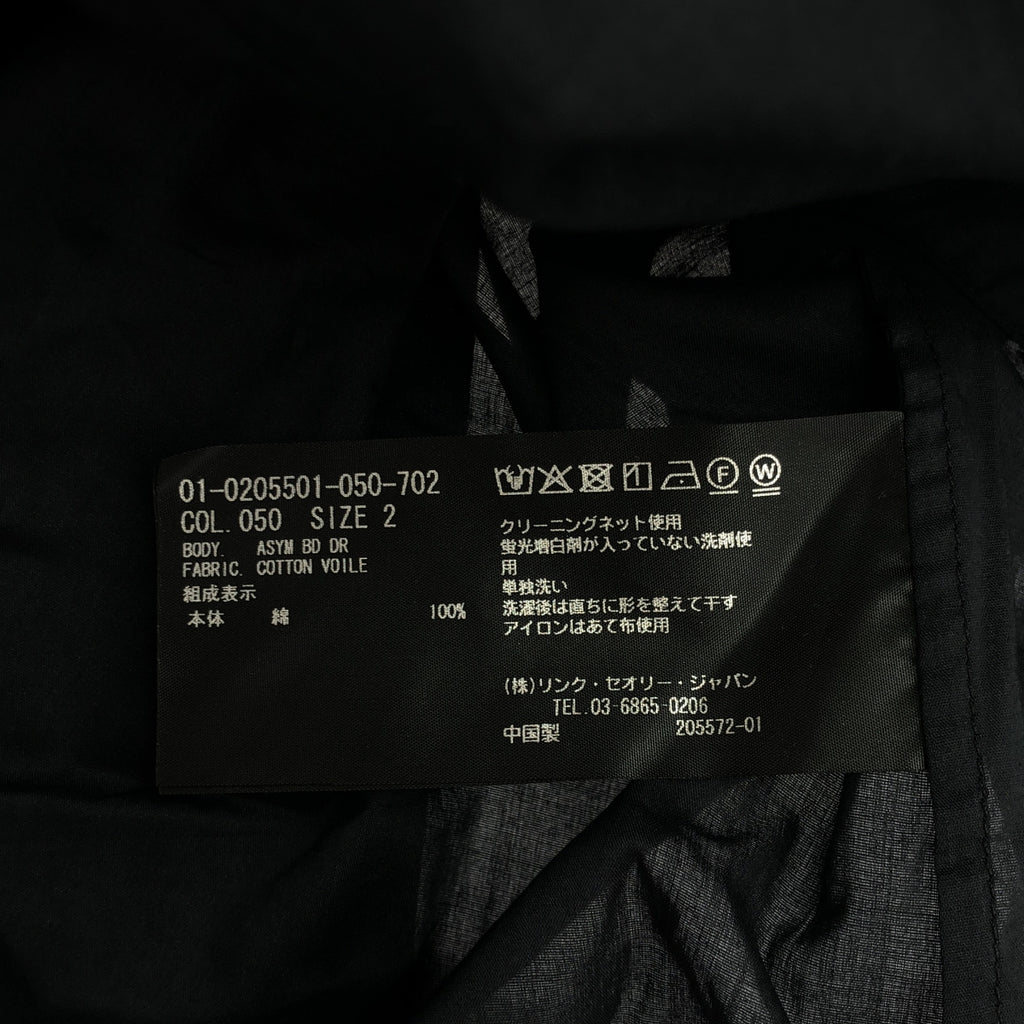 01-0205501-050-702
COL.050 SIZE 2
BODY. ASYM BD DR
FABRIC. COTTON VOILE
組成表示
本体 綿 100%
F W
クリーニングネット使用
蛍光増白剤が入っていない洗剤使
用
単独洗い
洗濯後は直ちに形を整えて干す
アイロンはあて布使用
(株)リンク・セオリー・ジャパン
TEL.03-6865-0206
中国製 205572-01